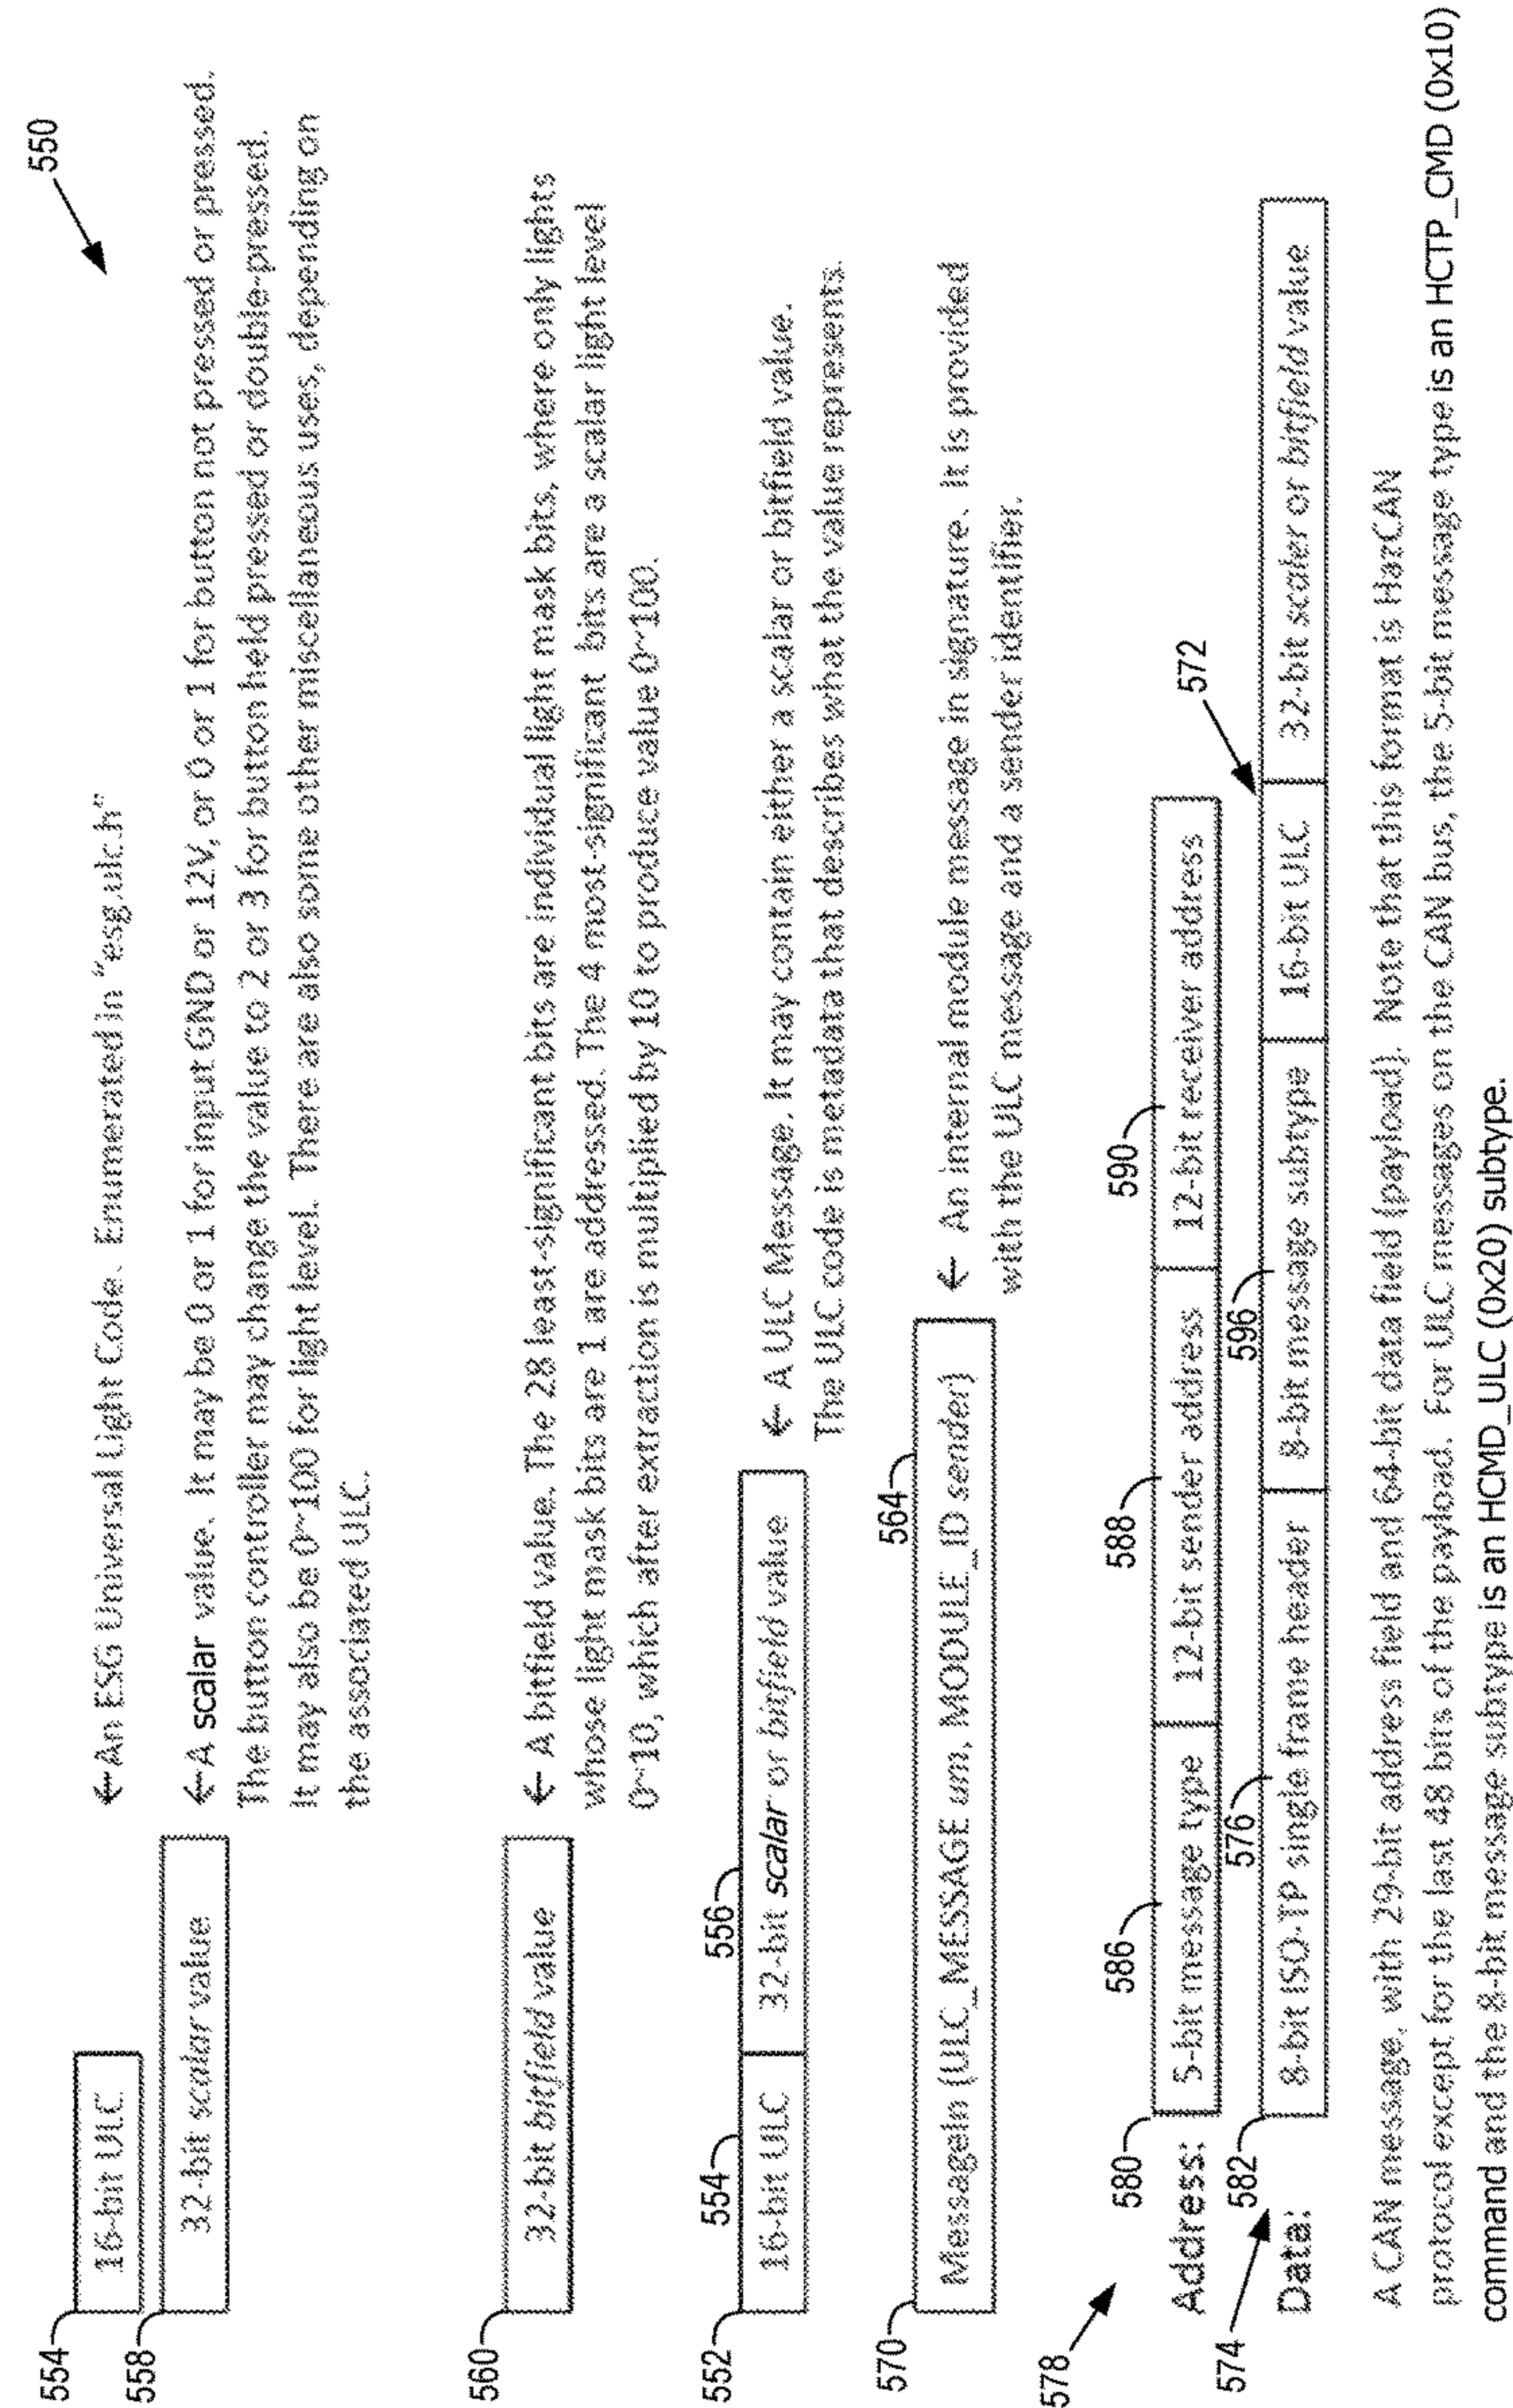 550
554
16-bit ULC
←An ESG Universal Light Code. Enumerated in "esg_ulc.h"
558
32-bit scalar value
←A scalar value. It may be 0 or 1 for input GND or 12V, or 0 or 1 for button not pressed or pressed.
The button controller may change the value to 2 or 3 for button held pressed or double-pressed.
It may also be 0~100 for light level. There are also some other miscellaneous uses, depending on
the associated ULC.
560
32-bit bitfield value
← A bitfield value. The 28 least-significant bits are individual light mask bits, where only lights
whose light mask bits are 1 are addressed. The 4 most-significant bits are a scalar light level
0~10, which after extraction is multiplied by 10 to produce value 0~100.
552
554
556
16-bit ULC
32-bit scalar or bitfield value
← A ULC Message. It may contain either a scalar or bitfield value.
The ULC code is metadata that describes what the value represents.
570
564
MessageIn (ULC_MESSAGE um, MODULE_ID sender)
← An internal module message in signature. It is provided
with the ULC message and a sender identifier.
578
580
586
588
590
572
Address:
5-bit message type
12-bit sender address
12-bit receiver address
574
582
576
596
Data:
8-bit ISO-TP single frame header
8-bit message subtype
16-bit ULC
32-bit scaler or bitfield value
A CAN message, with 29-bit address field and 64-bit data field (payload). Note that this format is HazCAN
protocol except for the last 48 bits of the payload. For ULC messages on the CAN bus, the 5-bit message type is an HCTP_CMD (0x10)
command and the 8-bit message subtype is an HCMD_ULC (0x20) subtype.